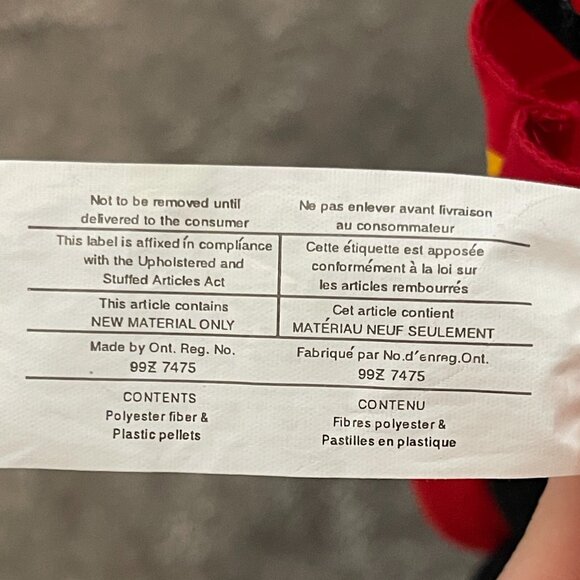 Not to be removed until
delivered to the consumer
Ne pas enlever avant livraison
au consommateur
This label is affixed in compliance
with the Upholstered and
Stuffed Articles Act
Cette étiquette est apposée
conformément à la loi sur
les articles rembourrés
This article contains
NEW MATERIAL ONLY
Cet article contient
MATÉRIAU NEUF SEULEMENT
Made by Ont. Reg. No.
99Z 7475
Fabriqué par No.d'enreg.Ont.
99Z 7475
CONTENTS
Polyester fiber &
Plastic pellets
CONTENU
Fibres polyester &
Pastilles en plastique